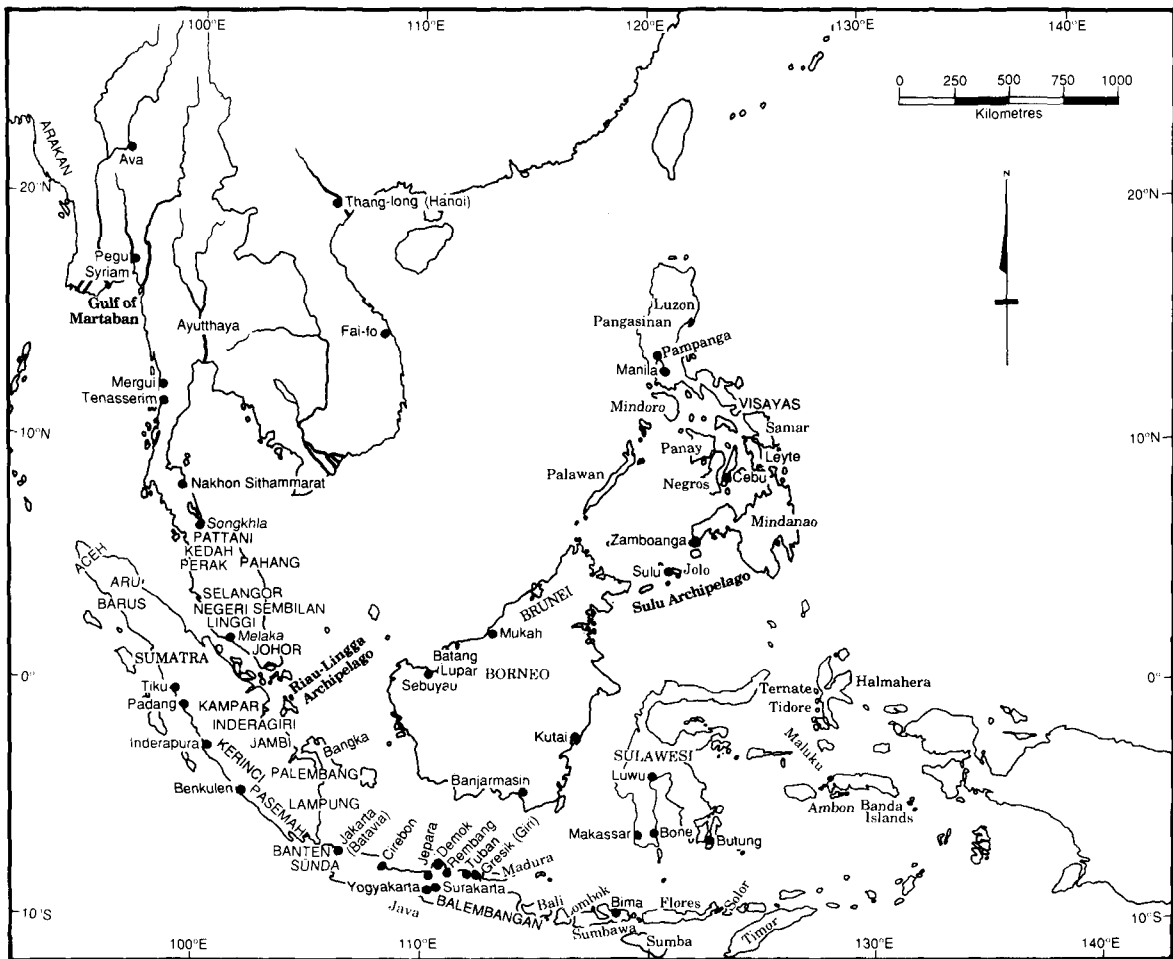 100°E
110°E
120°E
130°E
140°E
0 250 500 750 1000
Kilometres
N
ARAKAN
Ava
20°N
20°N
Thang-long (Hanoi)
Pegu
Syriam
Gulf of
Martaban
Ayutthaya
Fai-fo
Luzon
Pangasinan
Pampanga
Manila
Mergui
Tenasserim
Mindoro
VISAYAS
Samar
10°N
10°N
Panay
Leyte
Palawan
Negros
Cebu
Nakhon Sithammarat
Songkhla
Mindanao
PATTANI
KEDAH
PERAK
PAHANG
Zamboanga
ACEH
ARU
BARUS
Sulu
Jolo
Sulu Archipelago
SELANGOR
NEGERI SEMBILAN
LINGGI
Melaka
JOHOR
BRUNEI
Mukah
SUMATRA
Riau-Lingga
Archipelago
Batang
Lupar
Sebuyau
BORNEO
0°
0°
Tiku
Padang
KAMPAR
INDERAGIRI
JAMBI
Ternate
Tidore
Halmahera
Inderapura
KERINCI
Bangka
PALEMBANG
Kutai
SULAWESI
Luwu
Maluku
Benkulen
PASEMAH
LAMPUNG
Banjarmasin
Ambon
Banda
Islands
Makassar
Bone
Butung
BANTEN
SUNDA
Jakarta
(Batavia)
Cirebon
Jepara
Demok
Rembang
Tuban
Gresik (Giri)
Madura
Yogyakarta
Surakarta
Java
BALEMBANGAN
Bali
Lombok
Bima
Sumbawa
Flores
Solor
Sumba
Timor
10°S
10°S
100°E
110°E
130°E
140°E